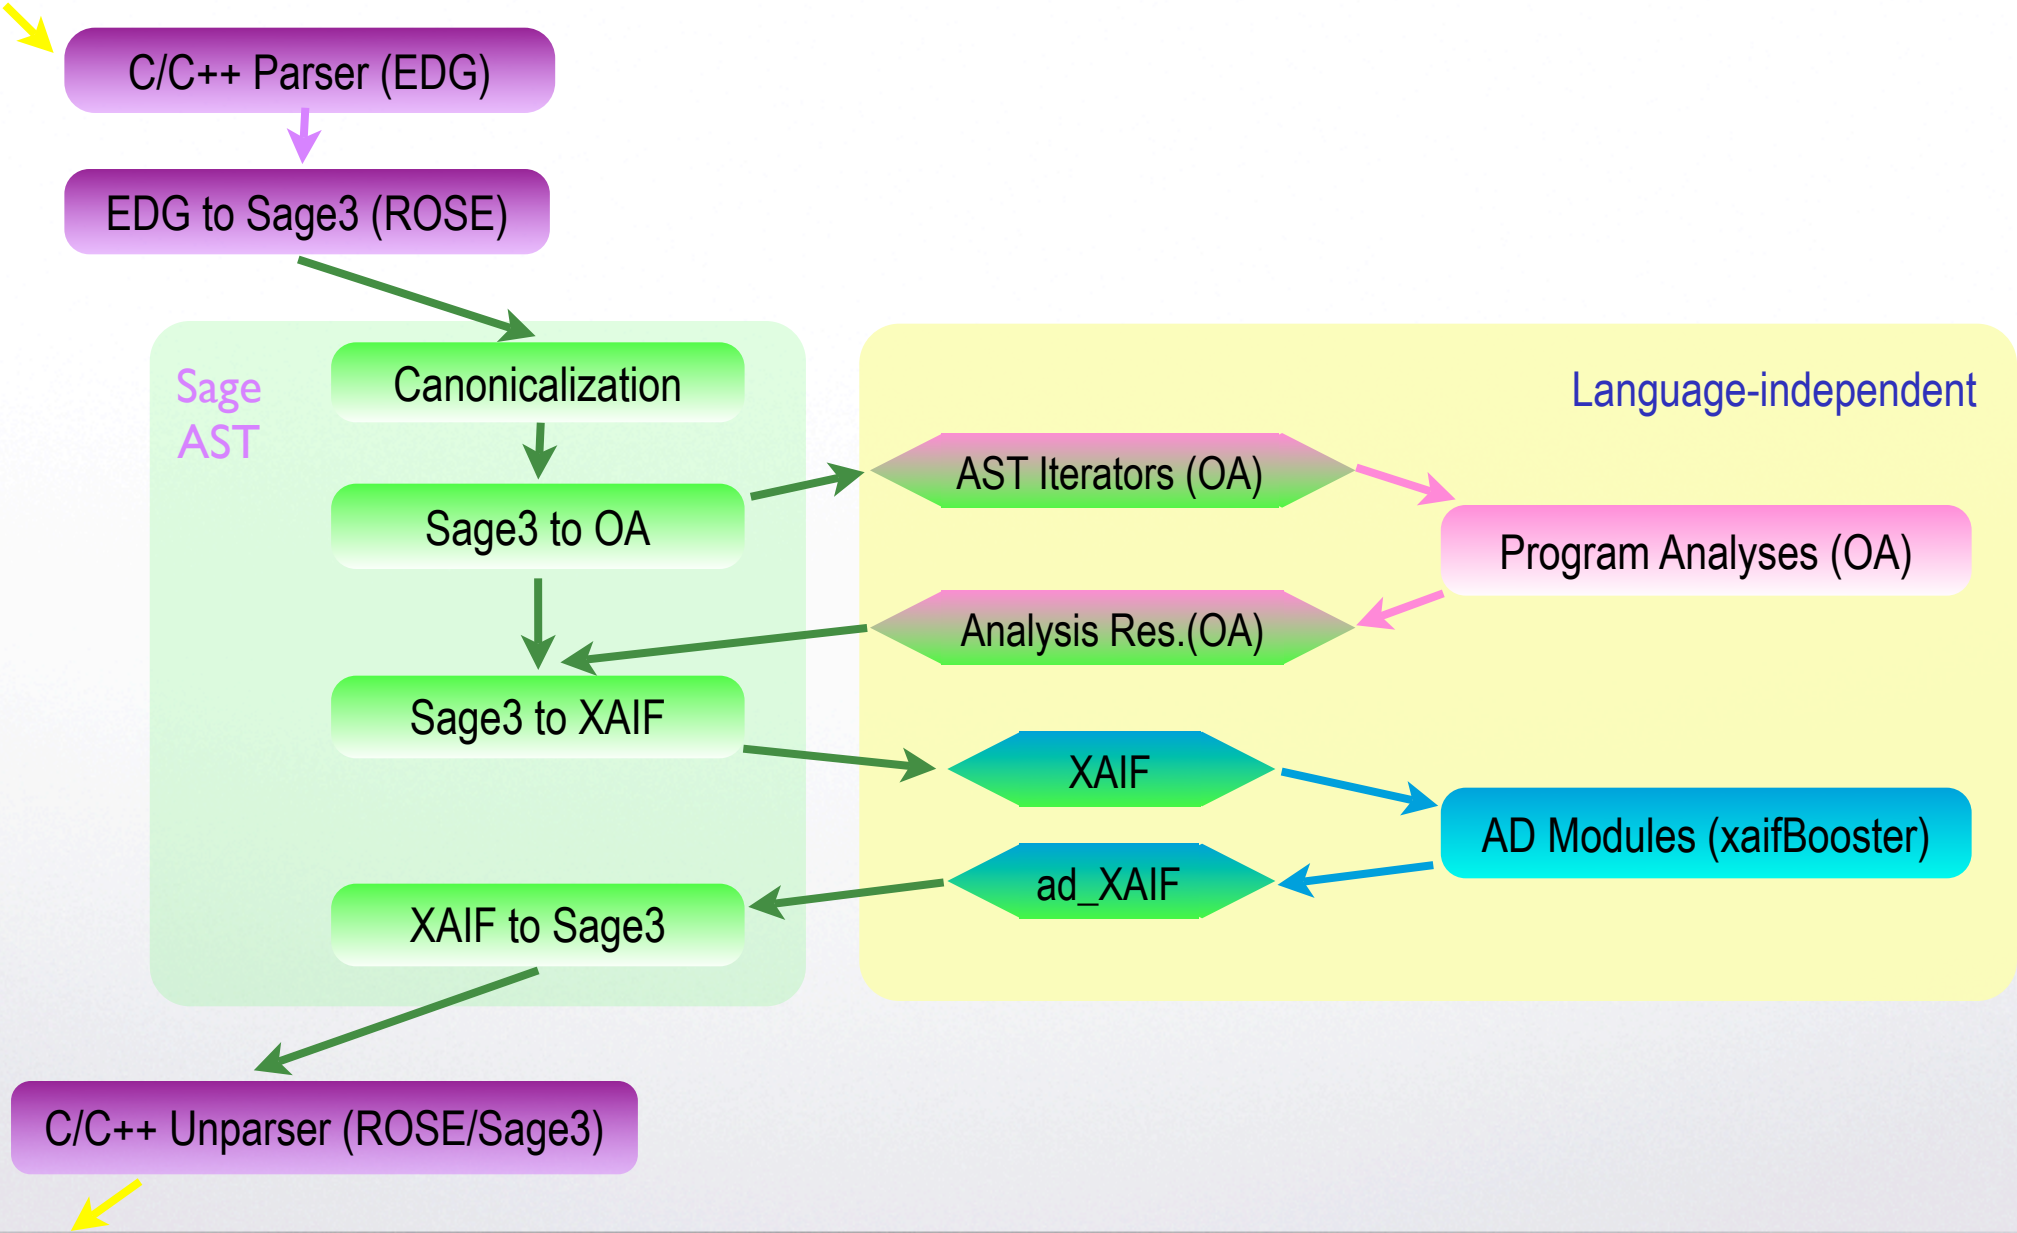 C/C++ Parser (EDG)
EDG to Sage3 (ROSE)
Sage
AST
Canonicalization
Language-independent
AST Iterators (OA)
Sage3 to OA
Program Analyses (OA)
Analysis Res.(OA)
Sage3 to XAIF
XAIF
AD Modules (xaifBooster)
ad_XAIF
XAIF to Sage3
C/C++ Unparser (ROSE/Sage3)